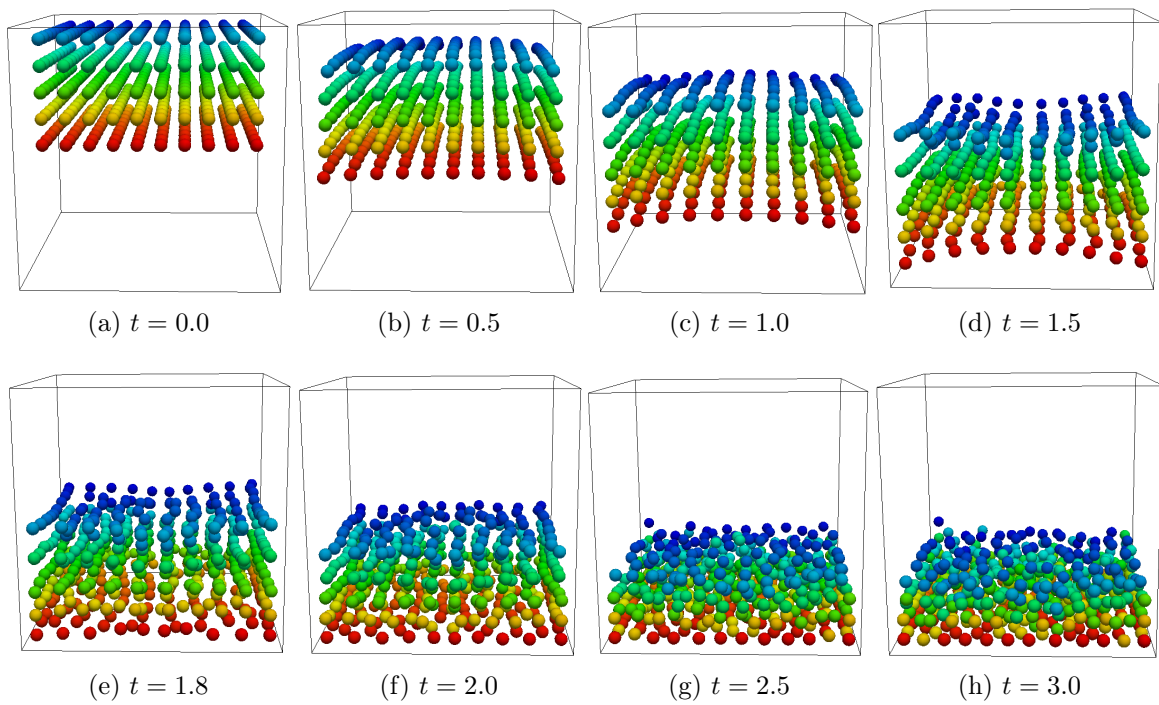 (a) t = 0.0
(b) t = 0.5
(c) t = 1.0
(d) t = 1.5
(e) t = 1.8
(f) t = 2.0
(g) t = 2.5
(h) t = 3.0